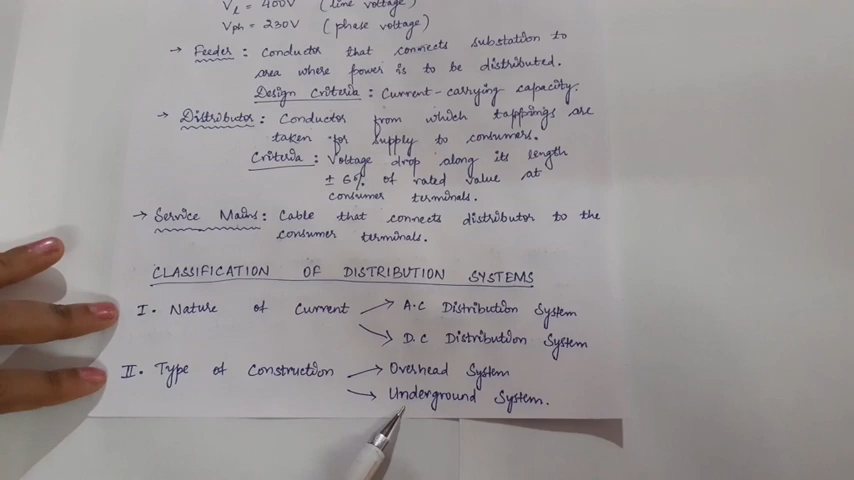 Vl = 400V (line voltage)
Vph = 230V (phase voltage)
→ Feeder : Conductor that connects substation to
area where power is to be distributed.
Design Criteria : Current-carrying capacity.
→ Distributor : Conductor from which tappings are
taken for supply to consumers.
Criteria : Voltage drop along its length
± 6% of rated value at
consumer terminals.
→ Service Mains : Cable that connects distributor to the
consumer terminals.
CLASSIFICATION OF DISTRIBUTION SYSTEMS
I. Nature of Current → A.C Distribution System
→ D.C Distribution System
II. Type of Construction → Overhead System
→ Underground System.